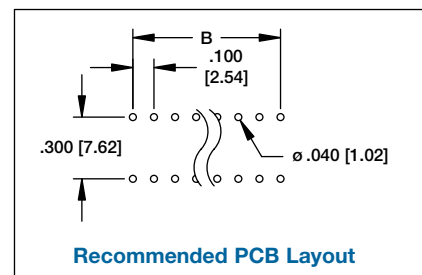 B
.100
[2.54]
.300 [7.62]
ø .040 [1.02]
Recommended PCB Layout